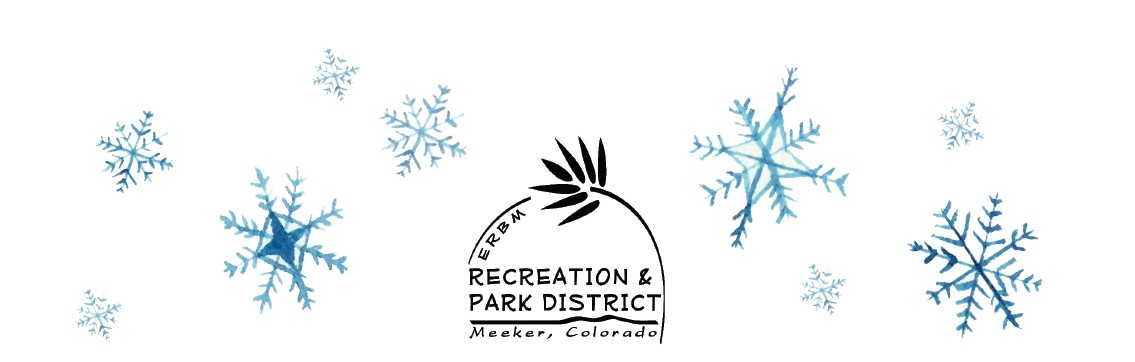 ERBM
RECREATION &
PARK DISTRICT
Meeker, Colorado